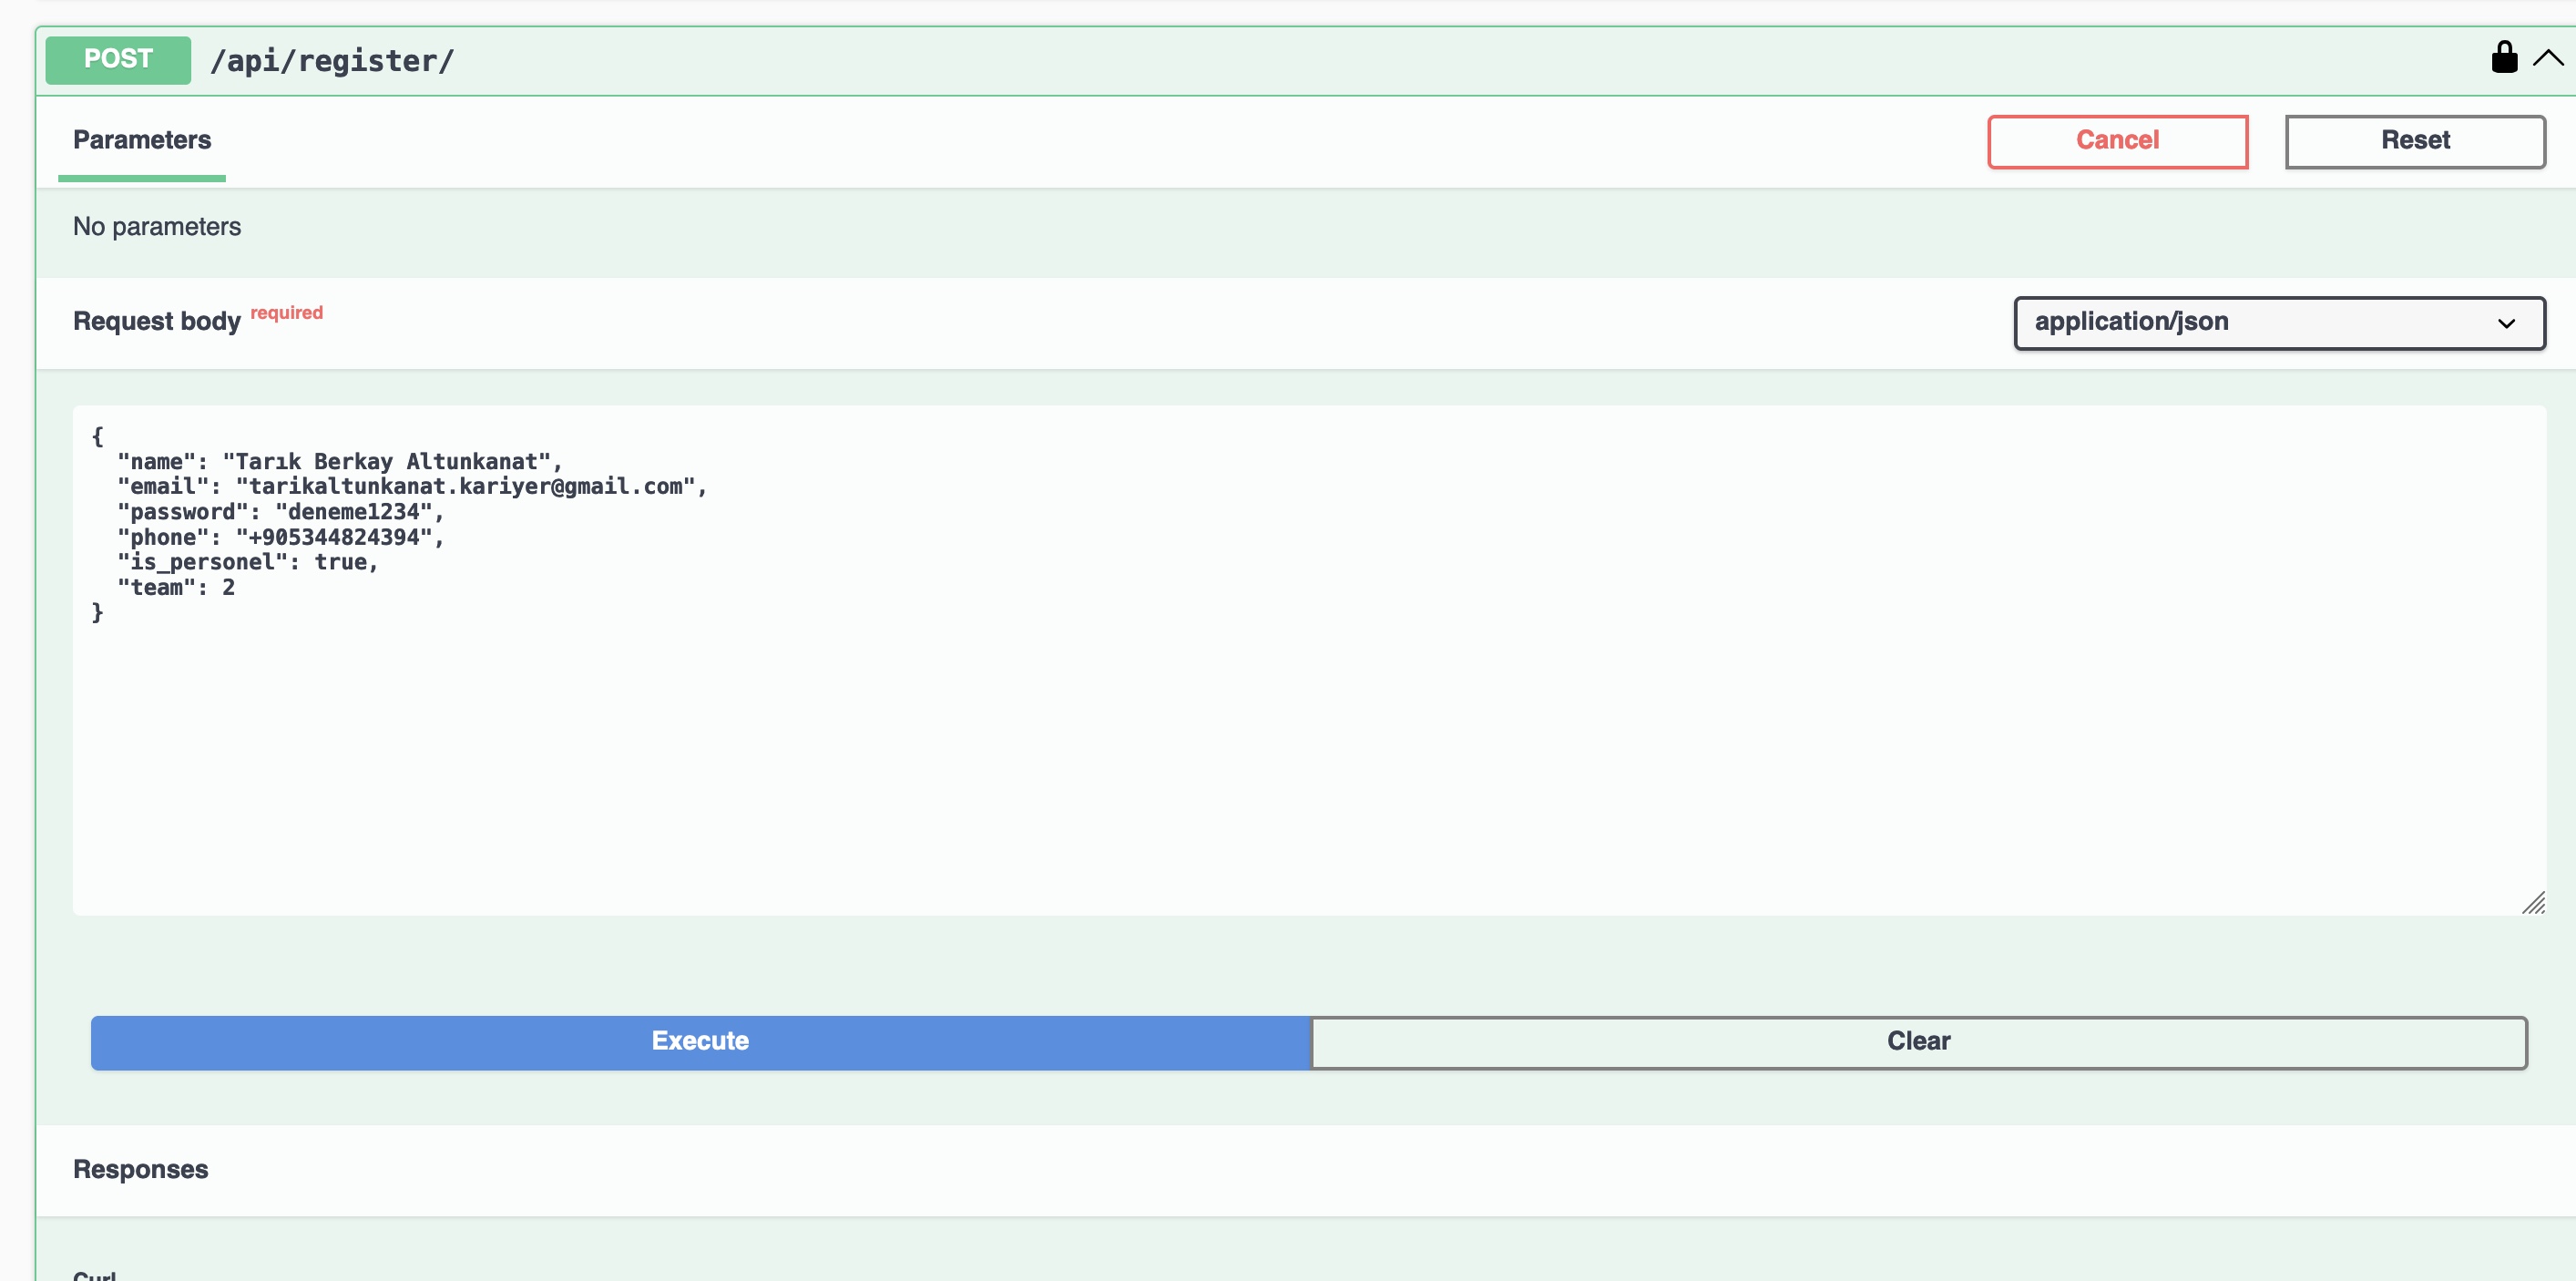 POST /api/register/
Parameters
Cancel
Reset
No parameters
Request body required
application/json
{
"name": "Tarık Berkay Altunkanat",
"email": "tarikaltunkanat.kariyer@gmail.com",
"password": "deneme1234",
"phone": "+905344824394",
"is_personel": true,
"team": 2
}
Execute
Clear
Responses
Curl